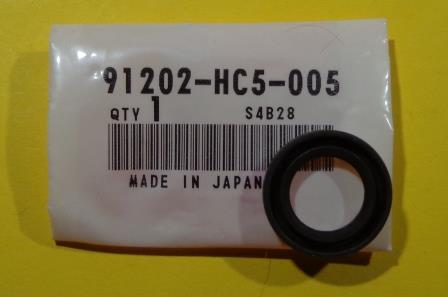 91202-HC5-005
QTY 1 S4B28
MADE IN JAPAN